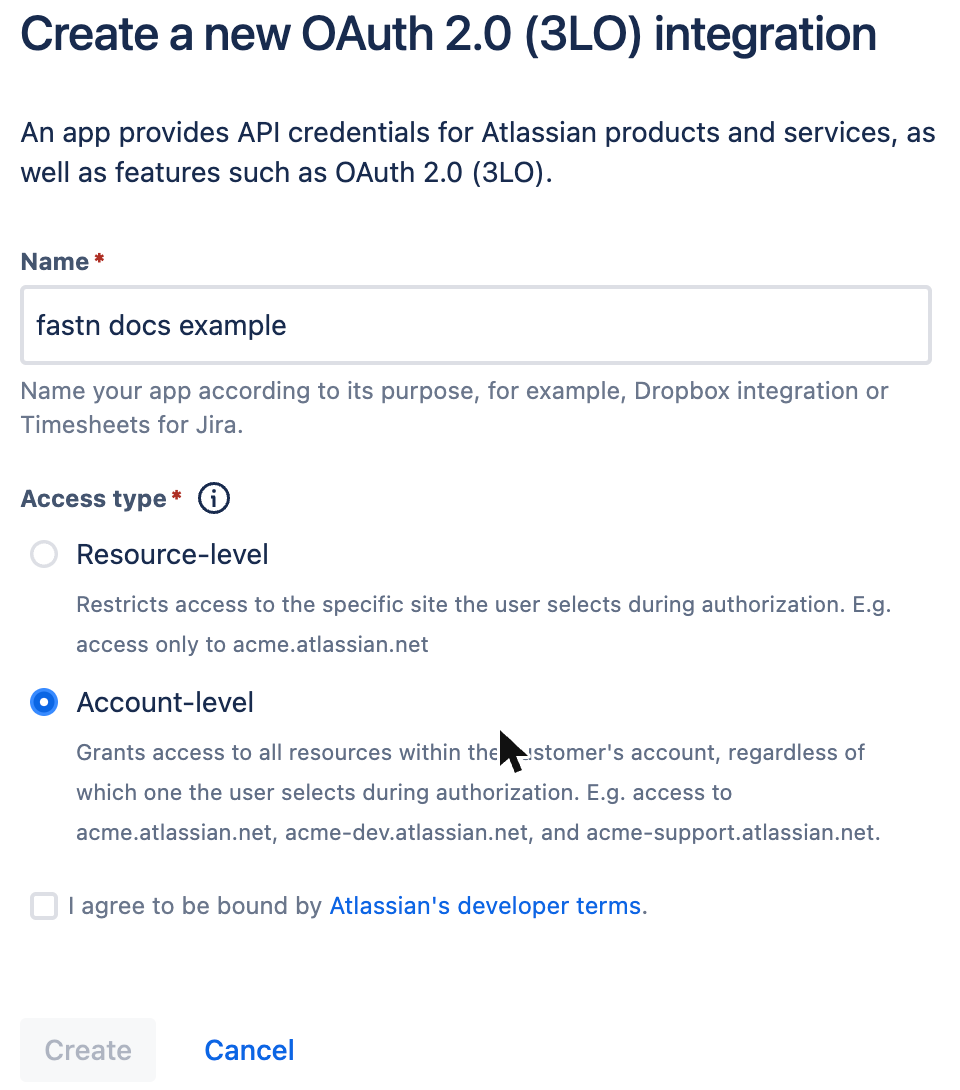 Create a new OAuth 2.0 (3LO) integration
An app provides API credentials for Atlassian products and services, as
well as features such as OAuth 2.0 (3LO).
Name *
fastn docs example
Name your app according to its purpose, for example, Dropbox integration or
Timesheets for Jira.
Access type *
Resource-level
Restricts access to the specific site the user selects during authorization. E.g.
access only to acme.atlassian.net
Account-level
Grants access to all resources within the account, regardless of
which one the user selects during authorization. E.g. access to
acme.atlassian.net, acme-dev.atlassian.net, and acme-support.atlassian.net.
I agree to be bound by Atlassian's developer terms.
Create Cancel